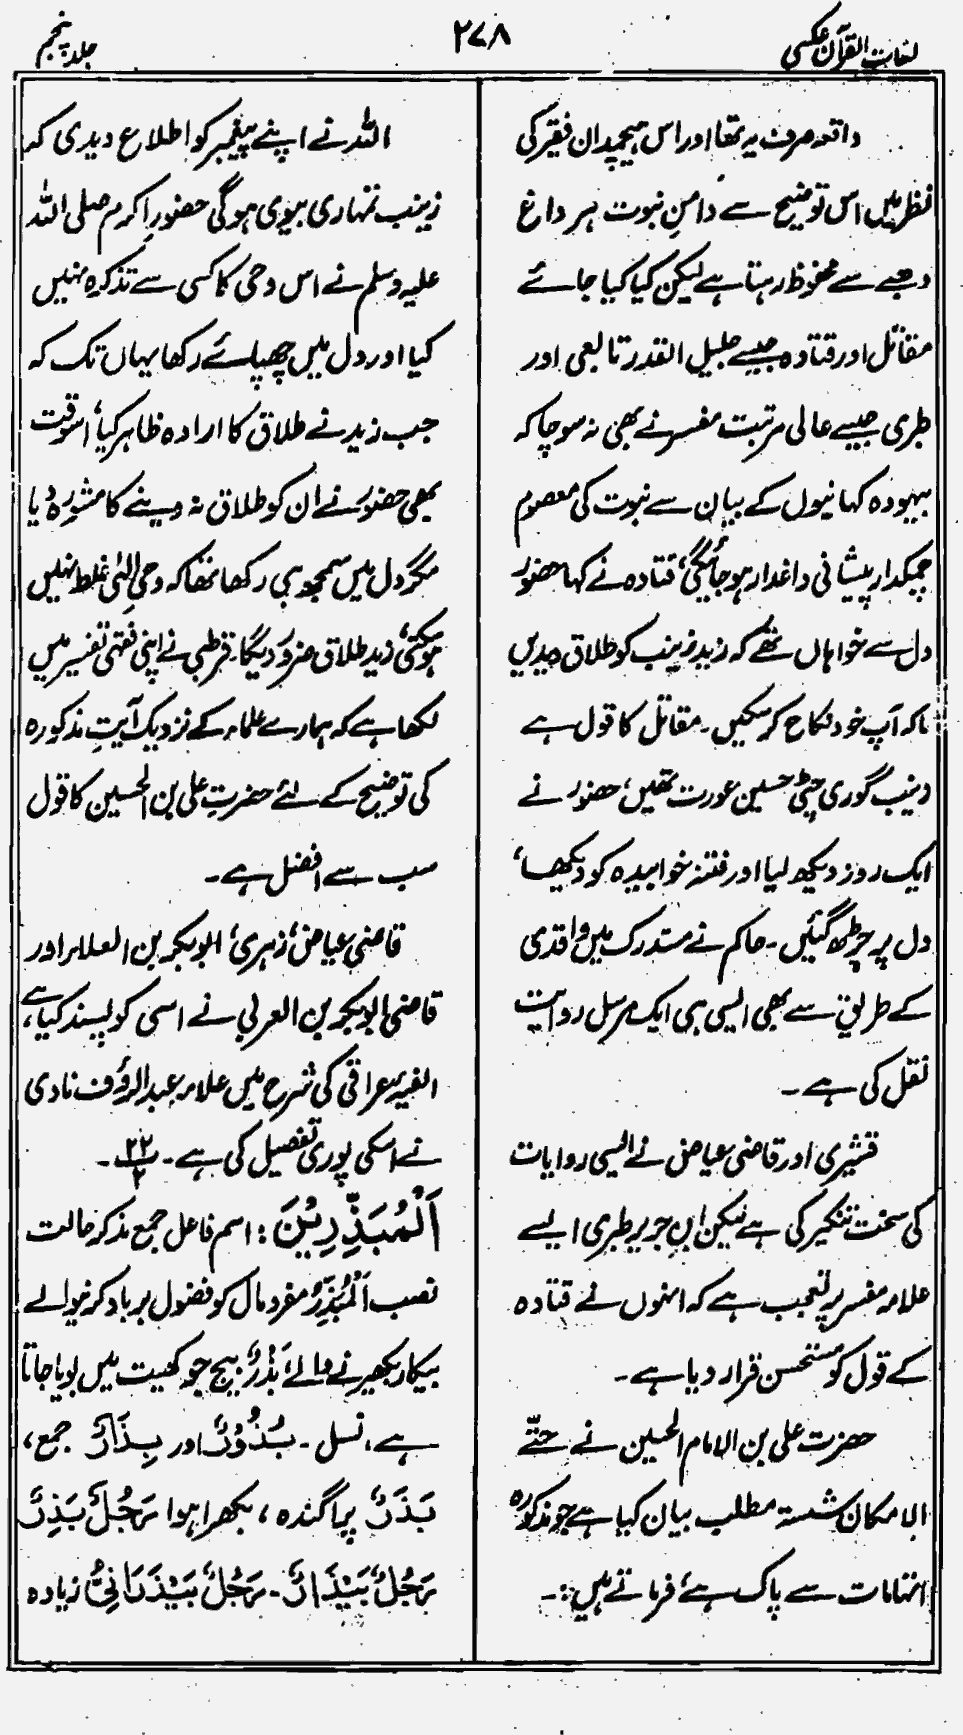 لغات القرآن عکسی
۲۷۸
جلد پنجم
واقعہ صرف یہ تھا اور اس ہیچمدان فقیر کی
نظر میں اس توضیح سے دامنِ نبوت ہر داغ
دھبے سے محفوظ رہتا ہے لیکن کیا کیا جائے
مقاتل اور قتادہ جیسے جلیل القدر تابعی اور
طبری جیسے عالی مرتبت مفسر نے بھی نہ سوچا کہ
بیہودہ کہانیوں کے بیان سے نبوت کی معصوم
چمکدار پیشانی داغدار ہوجائیگی، قتادہ نے کہا حضور
دل سے خواہاں تھے کہ زید زینب کو طلاق دیدیں
تاکہ آپ خود نکاح کر سکیں۔ مقاتل کا قول ہے
زینب گوری چٹی حسین عورت تھیں، حضور نے
ایک روز دیکھ لیا اور فتنہ خوابیدہ کو دیکھا،
دل پر چڑھ گئیں۔ حاکم نے مستدرک میں واقدی
کے طریق سے بھی ایسی ہی ایک مرسل روایت
نقل کی ہے۔
قشیری اور قاضی عیاض نے ایسی روایات
کی سخت نکیر کی ہے لیکن ابن جریر طبری ایسے
علامہ مفسر پر تعجب ہے کہ انہوں نے قتادہ
کے قول کو مستحسن قرار دیا ہے۔
حضرت علی بن الامام الحسین نے حتّے
الامکان شستہ مطلب بیان کیا ہے جو مذکورہ
اتہامات سے پاک ہے، فرماتے ہیں:۔
اللہ نے اپنے پیغمبر کو اطلاع دیدی کہ
زینب تمہاری بیوی ہوگی حضورِ اکرم صلی اللہ
علیہ وسلم نے اس وحی کا کسی سے تذکرہ نہیں
کیا اور دل میں چھپائے رکھا یہاں تک کہ
جب زید نے طلاق کا ارادہ ظاہر کیا، اسوقت
بھی حضور نے ان کو طلاق نہ دینے کا مشورہ دیا
مگر دل میں سمجھ ہی رکھا تھا کہ وحی الٰہی غلط نہیں
ہوسکتی، زید طلاق ضرور دیگا۔ قرطبی نے اپنی فقہی تفسیر میں
لکھا ہے کہ ہمارے علماء کے نزدیک آیتِ مذکورہ
کی توضیح کے لئے حضرت علی بن الحسین کا قول
سب سے افضل ہے۔
قاضی عیاض، زہری، ابوبکر بن العلاء اور
قاضی ابوبکر بن العربی نے اسی کو پسند کیا ہے،
الفیہ عراقی کی شرح میں علامہ عبدالرؤف نادی
نے اسکی پوری تفصیل کی ہے۔ ۲۲/۲۔
اَلْمُبَذِّرِیْنَ: اسم فاعل جمع مذکر حالت
نصب اَلْمُبَذِّرُ مفرد مال کو فضول برباد کرنیوالے
بیکار بکھیرنے والے، بَذْرٌ بیج جو کھیت میں بویا جاتا
ہے، نسل۔ بُذُوْرٌ اور بِذَارٌ جمع،
بَذَرٌ پراگندہ، بکھرا ہوا رَجُلٌ بَذِرٌ
رَجُلٌ بَیْذَارٌ۔ رَجُلٌ بَیْذَرَانِیٌّ زیادہ